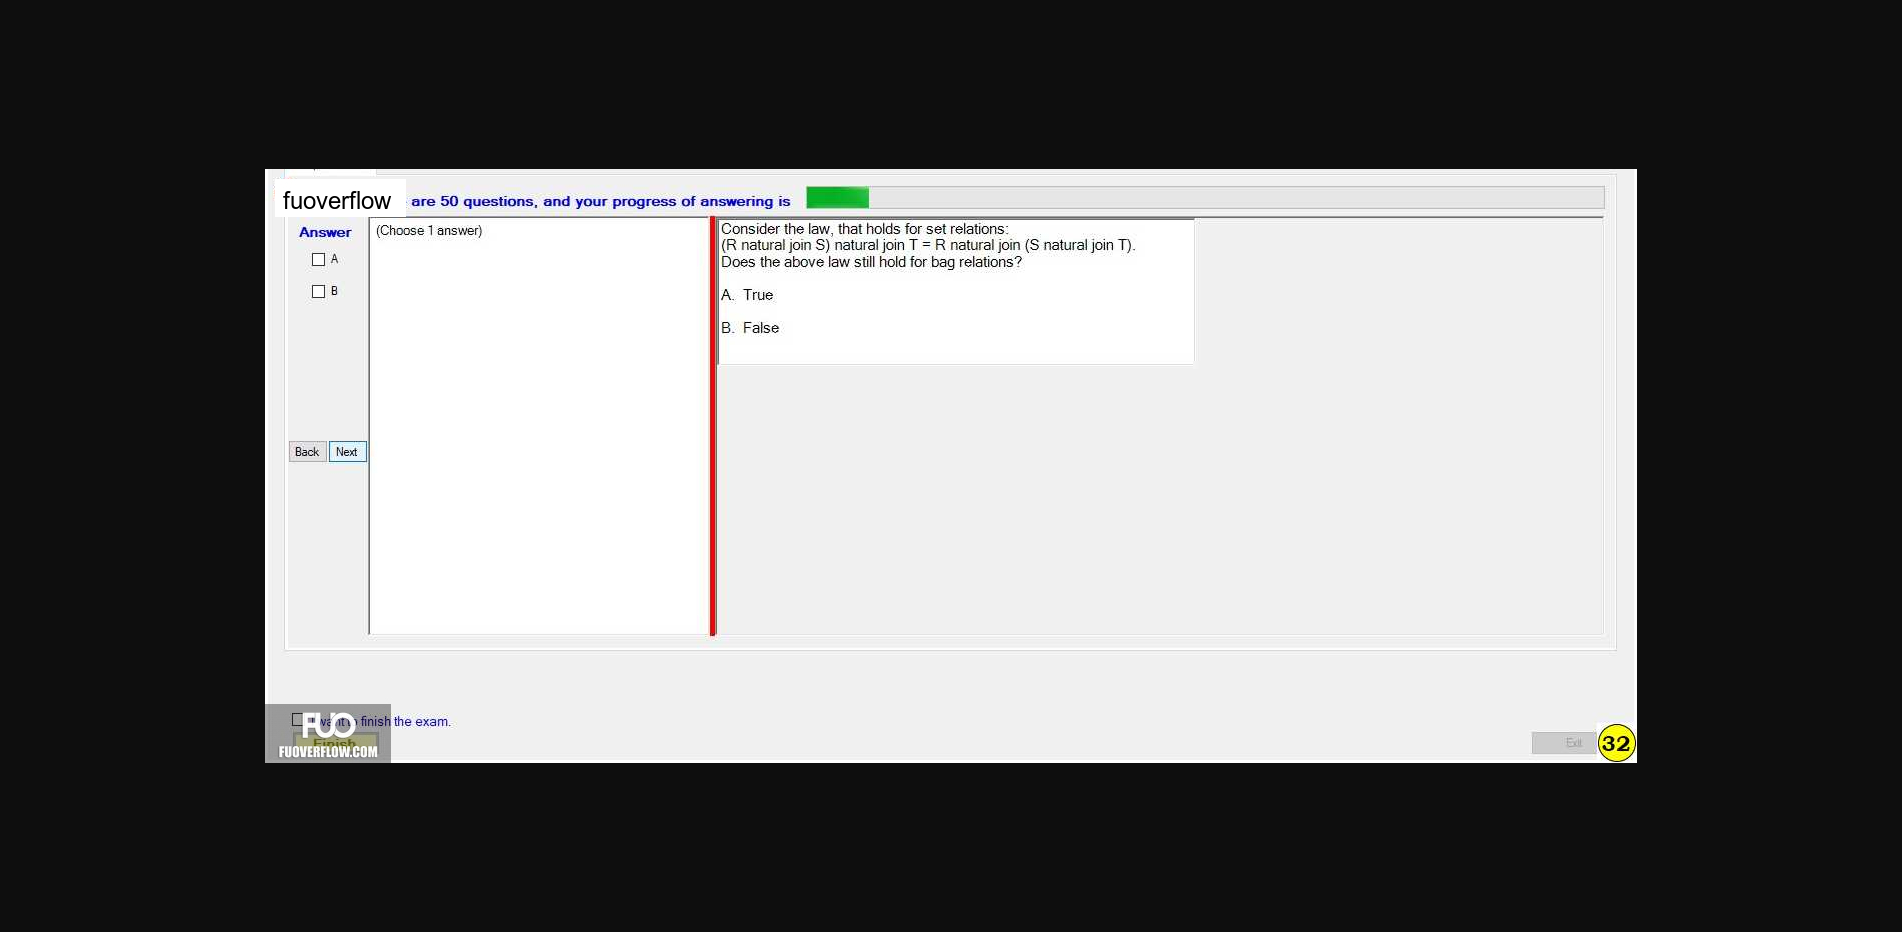 fuoverflow are 50 questions, and your progress of answering is
Answer
(Choose 1 answer)
A
B
Back Next
Consider the law, that holds for set relations:
(R natural join S) natural join T = R natural join (S natural join T).
Does the above law still hold for bag relations?
A. True
B. False
I want to finish the exam.
FUO
Finish
FUOVERFLOW.COM
Exit
32